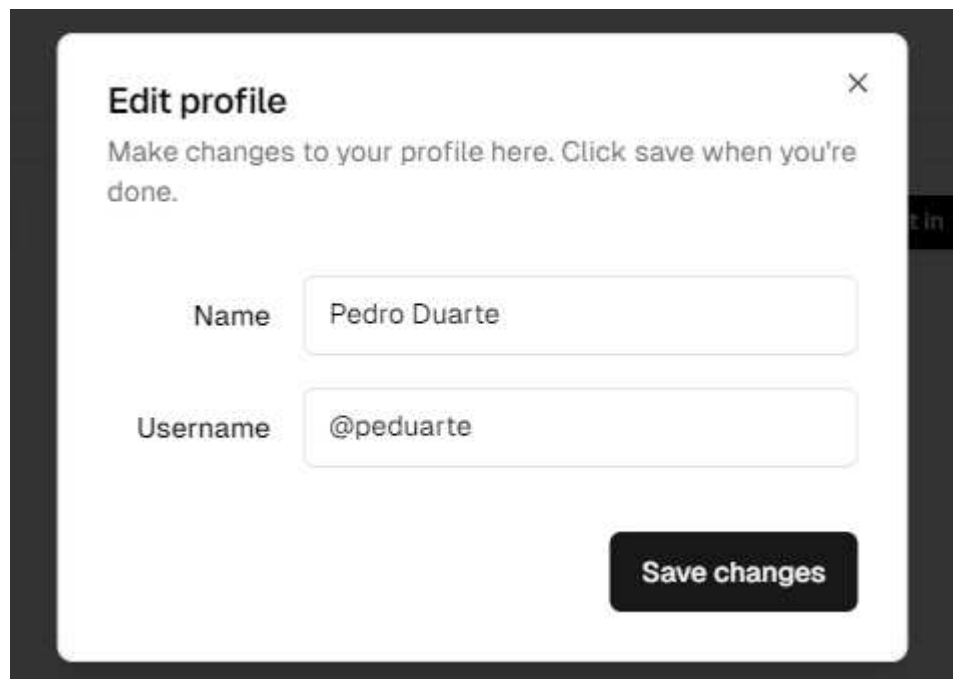 Edit profile
Make changes to your profile here. Click save when you're
done.
t in
Name
Pedro Duarte
Username
@peduarte
Save changes